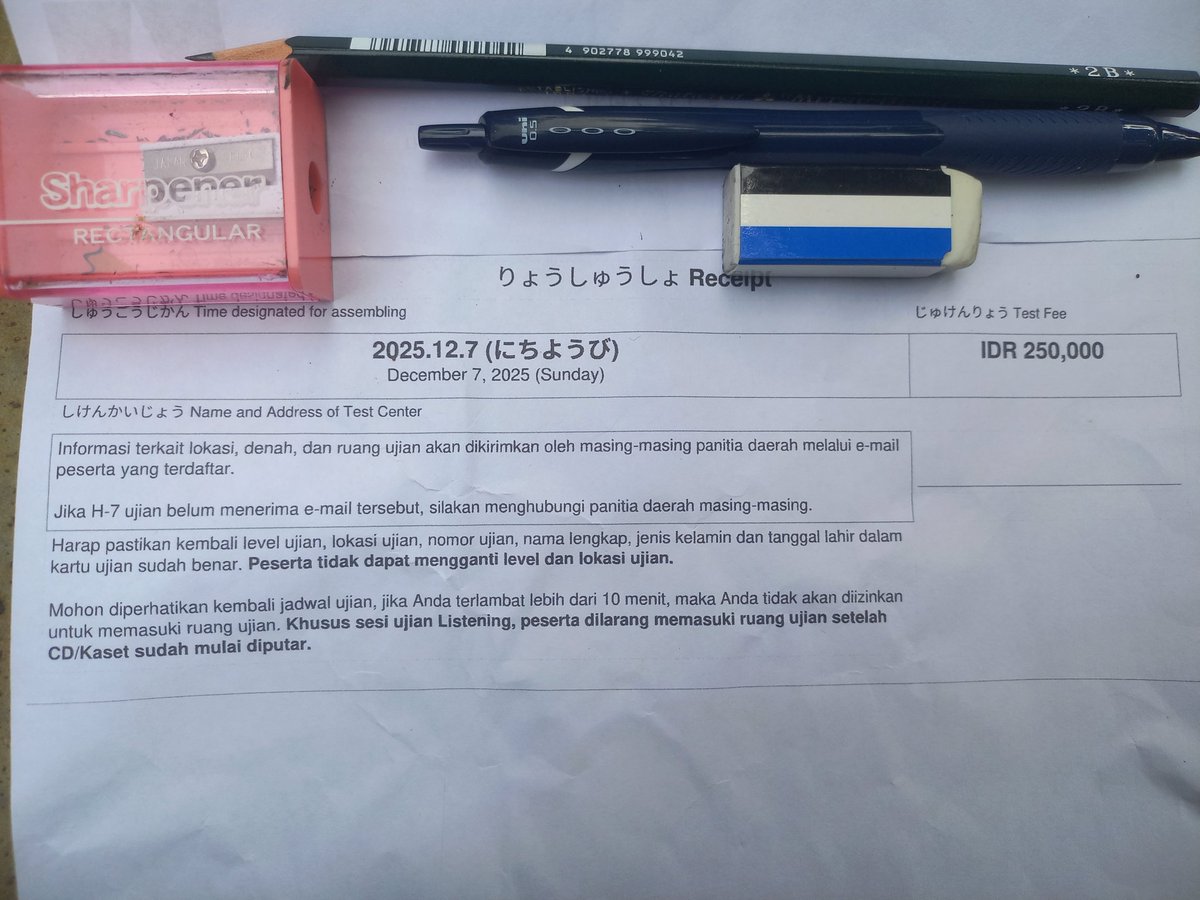 4 902778 999042
*2B*
uni
0.5
Sharpener
RECTANGULAR
りょうしゅうしょ Receipt
しゅうごうじかん Time designated for assembling
じゅけんりょう Test Fee
2025.12.7 (にちようび)
IDR 250,000
December 7, 2025 (Sunday)
しけんかいじょう Name and Address of Test Center
Informasi terkait lokasi, denah, dan ruang ujian akan dikirimkan oleh masing-masing panitia daerah melalui e-mail
peserta yang terdaftar.
Jika H-7 ujian belum menerima e-mail tersebut, silakan menghubungi panitia daerah masing-masing.
Harap pastikan kembali level ujian, lokasi ujian, nomor ujian, nama lengkap, jenis kelamin dan tanggal lahir dalam
kartu ujian sudah benar. Peserta tidak dapat mengganti level dan lokasi ujian.
Mohon diperhatikan kembali jadwal ujian, jika Anda terlambat lebih dari 10 menit, maka Anda tidak akan diizinkan
untuk memasuki ruang ujian. Khusus sesi ujian Listening, peserta dilarang memasuki ruang ujian setelah
CD/Kaset sudah mulai diputar.